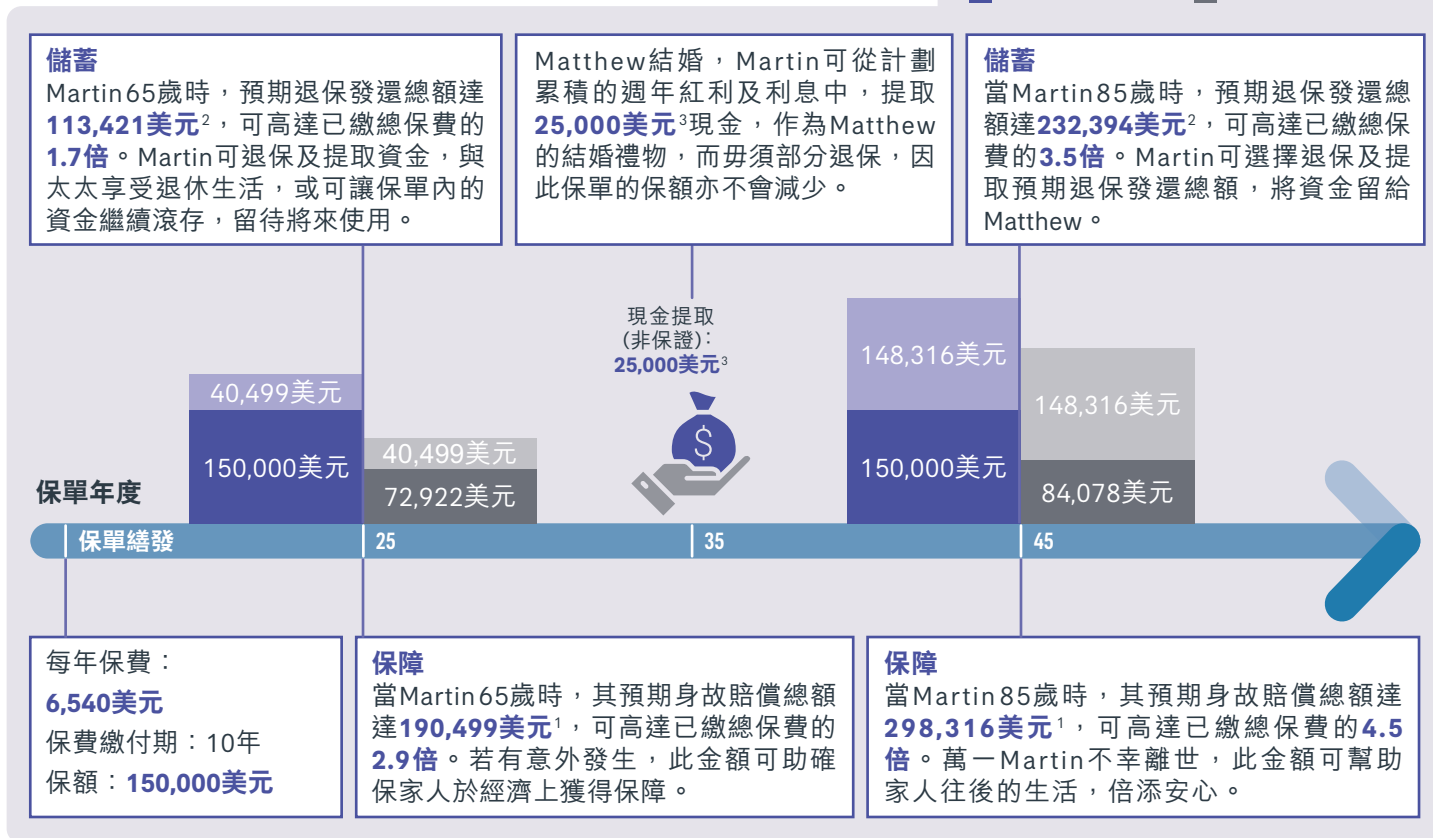 儲蓄
Martin65歲時，預期退保發還總額達
113,421美元2，可高達已繳總保費的
1.7倍。Martin可退保及提取資金，與
太太享受退休生活，或可讓保單內的
資金繼續滾存，留待將來使用。
Matthew結婚，Martin可從計劃
累積的週年紅利及利息中，提取
25,000美元3現金，作為Matthew
的結婚禮物，而毋須部分退保，因
此保單的保額亦不會減少。
儲蓄
當Martin85歲時，預期退保發還總
額達232,394美元2，可高達已繳總保
費的3.5倍。Martin可選擇退保及提
取預期退保發還總額，將資金留給
Matthew。
現金提取
(非保證)：
25,000美元3
40,499美元
150,000美元
40,499美元
72,922美元
$
148,316美元
150,000美元
148,316美元
84,078美元
保單年度
保單繕發
25
35
45
每年保費：
6,540美元
保費繳付期：10年
保額：150,000美元
保障
當Martin65歲時，其預期身故賠償總額
達190,499美元1，可高達已繳總保費的
2.9倍。若有意外發生，此金額可助確
保家人於經濟上獲得保障。
保障
當Martin85歲時，其預期身故賠償總額達
298,316美元1，可高達已繳總保費的4.5
倍。萬一Martin不幸離世，此金額可幫助
家人往後的生活，倍添安心。